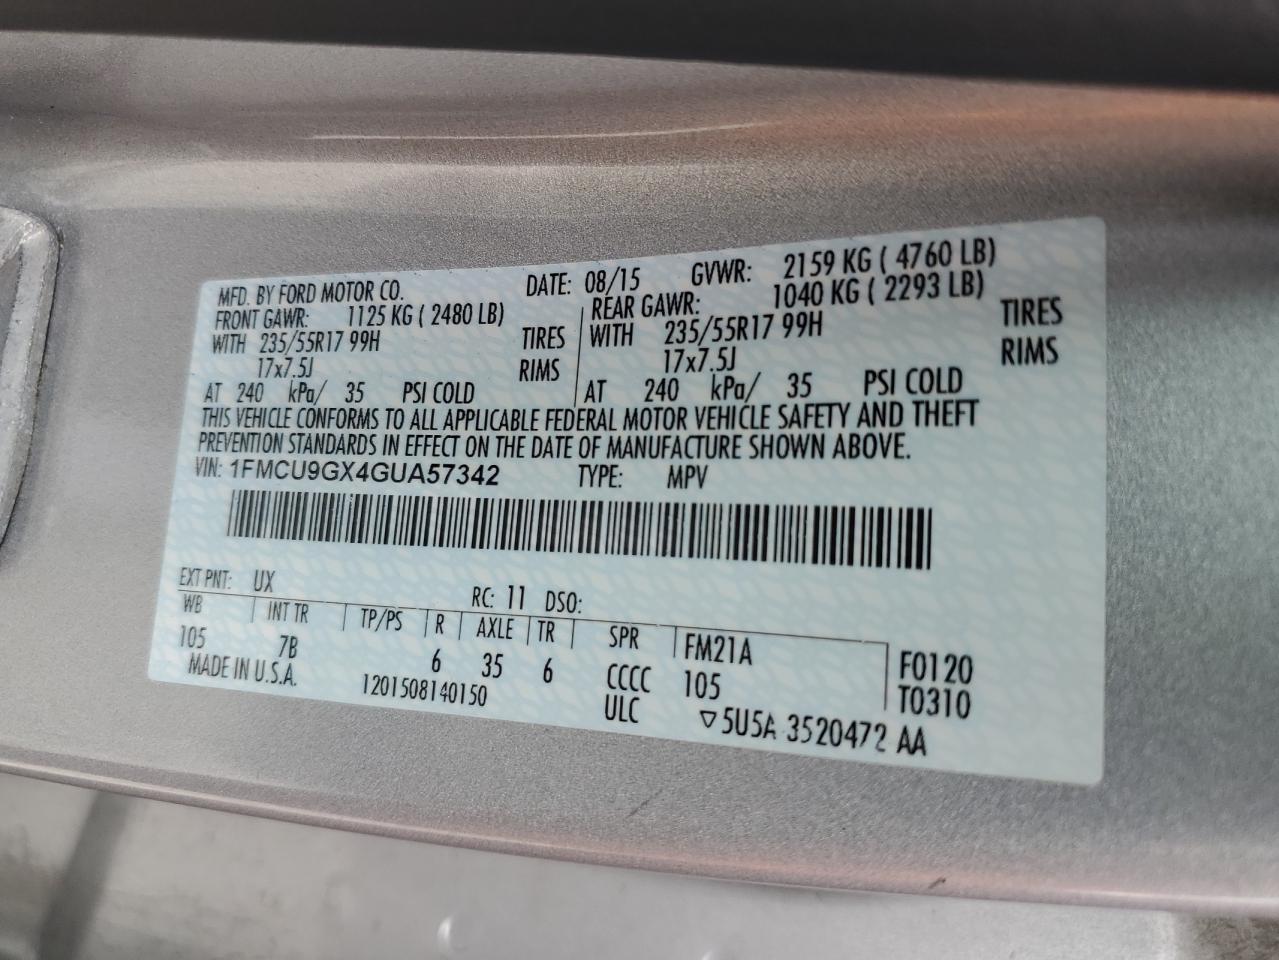 MFD. BY FORD MOTOR CO. DATE: 08/15 GVWR: 2159 KG ( 4760 LB)
FRONT GAWR: 1125 KG ( 2480 LB) REAR GAWR: 1040 KG ( 2293 LB)
WITH 235/55R17 99H TIRES WITH 235/55R17 99H TIRES
17x7.5J RIMS 17x7.5J RIMS
AT 240 kPa/ 35 PSI COLD AT 240 kPa/ 35 PSI COLD
THIS VEHICLE CONFORMS TO ALL APPLICABLE FEDERAL MOTOR VEHICLE SAFETY AND THEFT
PREVENTION STANDARDS IN EFFECT ON THE DATE OF MANUFACTURE SHOWN ABOVE.
VIN: 1FMCU9GX4GUA57342 TYPE: MPV
EXT PNT: UX RC: 11 DSO:
WB INT TR TP/PS R AXLE TR SPR FM21A
105 7B 6 35 6 CCCC 105 F0120
MADE IN U.S.A. 1201508140150 ULC T0310
▽5U5A 3520472 AA